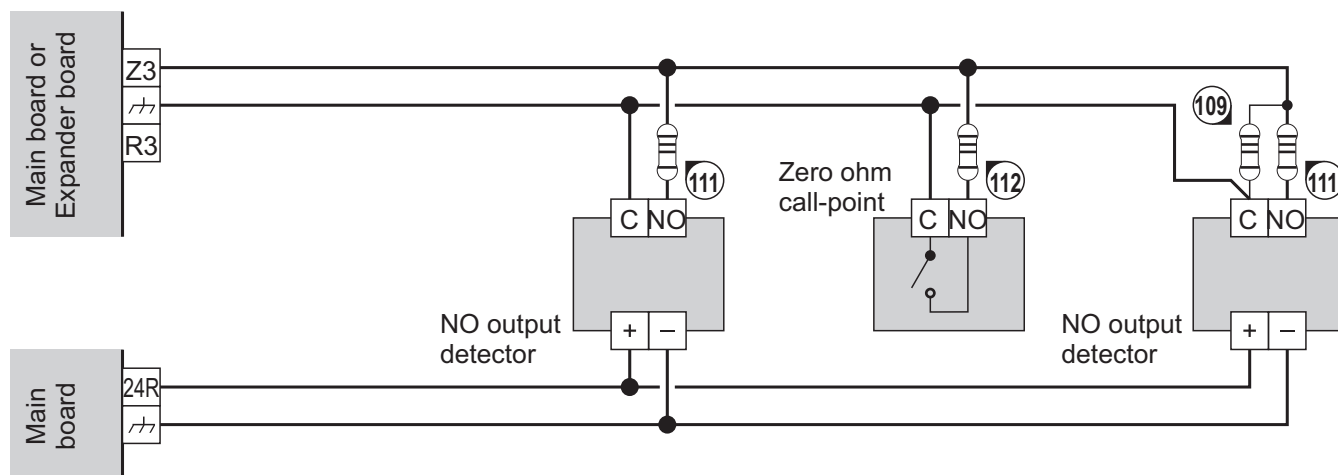 Main board or
Expander board
Z3
R3
109
111
112
111
Zero ohm
call-point
C NO
C NO
C NO
NO output
detector
+ –
NO output
detector
+ –
Main
board
24R